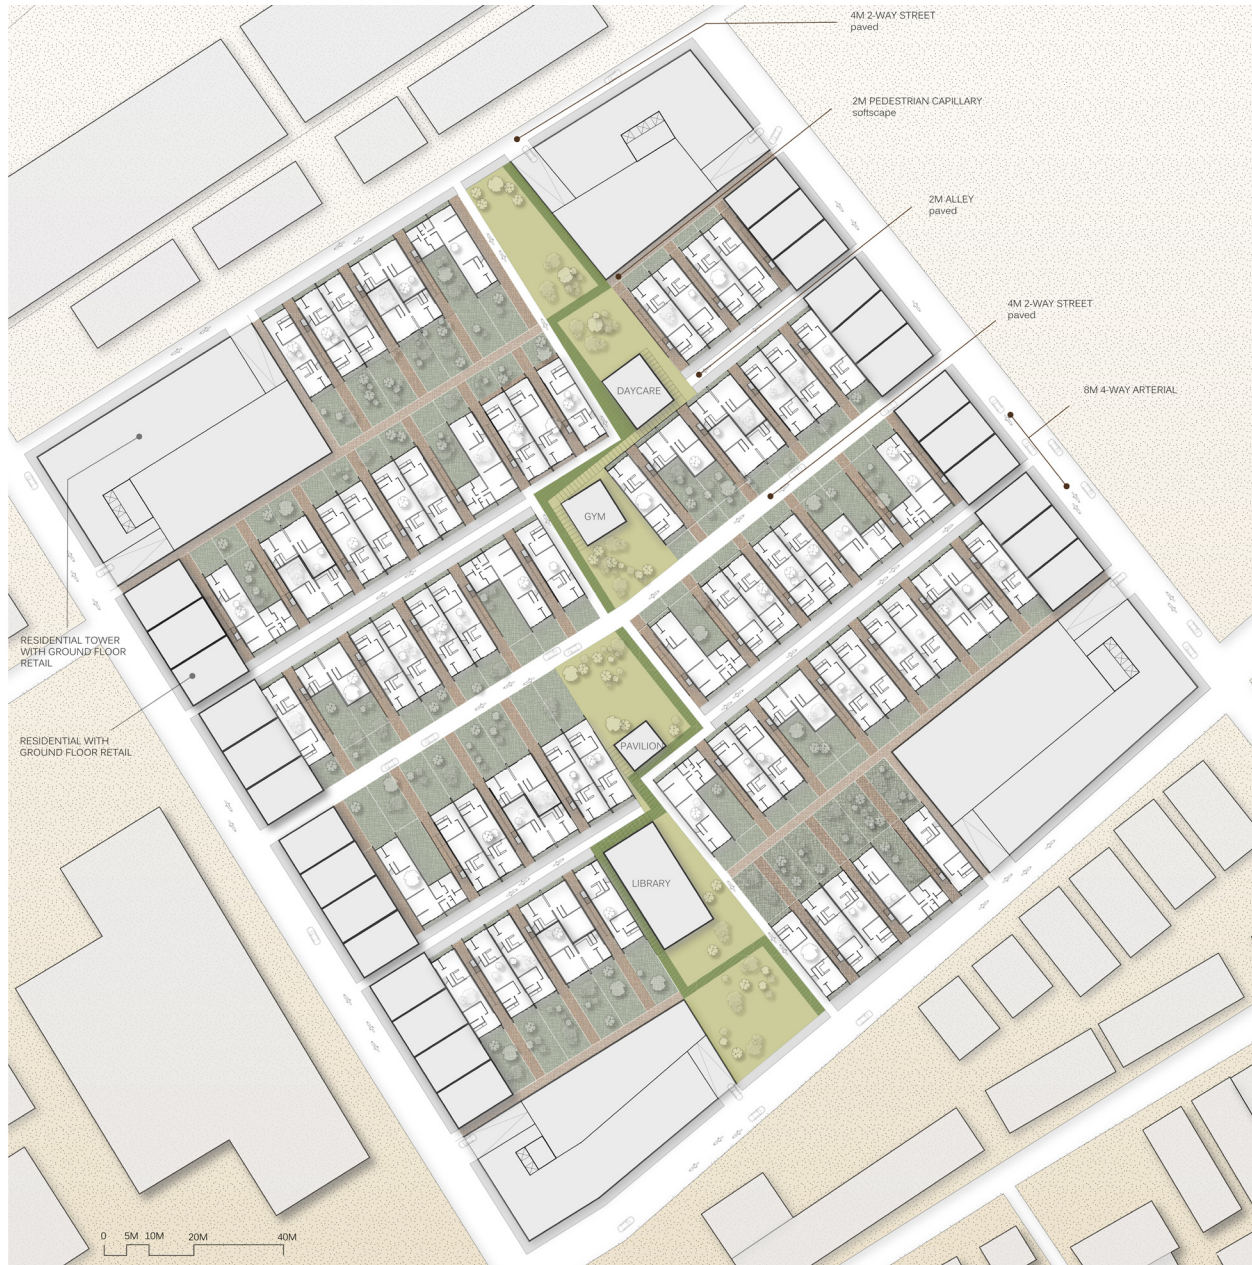 4M 2-WAY STREET
paved
2M PEDESTRIAN CAPILLARY
softscape
2M ALLEY
paved
4M 2-WAY STREET
paved
8M 4-WAY ARTERIAL
DAYCARE
GYM
RESIDENTIAL TOWER
WITH GROUND FLOOR
RETAIL
RESIDENTIAL WITH
GROUND FLOOR RETAIL
PAVILION
LIBRARY
0 5M 10M 20M 40M